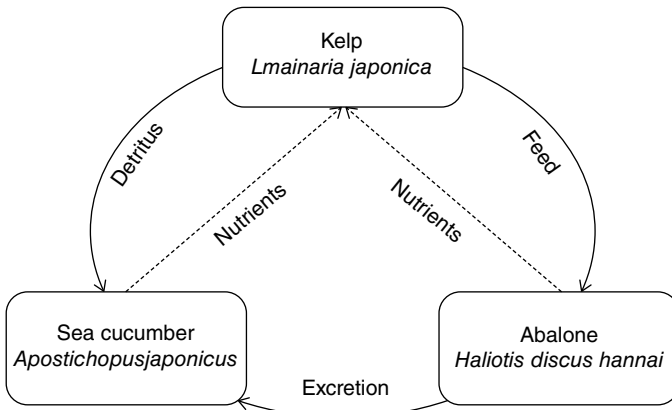 Kelp
Lmainaria japonica
Detritus
Feed
Nutrients
Nutrients
Sea cucumber
Apostichopusjaponicus
Abalone
Haliotis discus hannai
Excretion